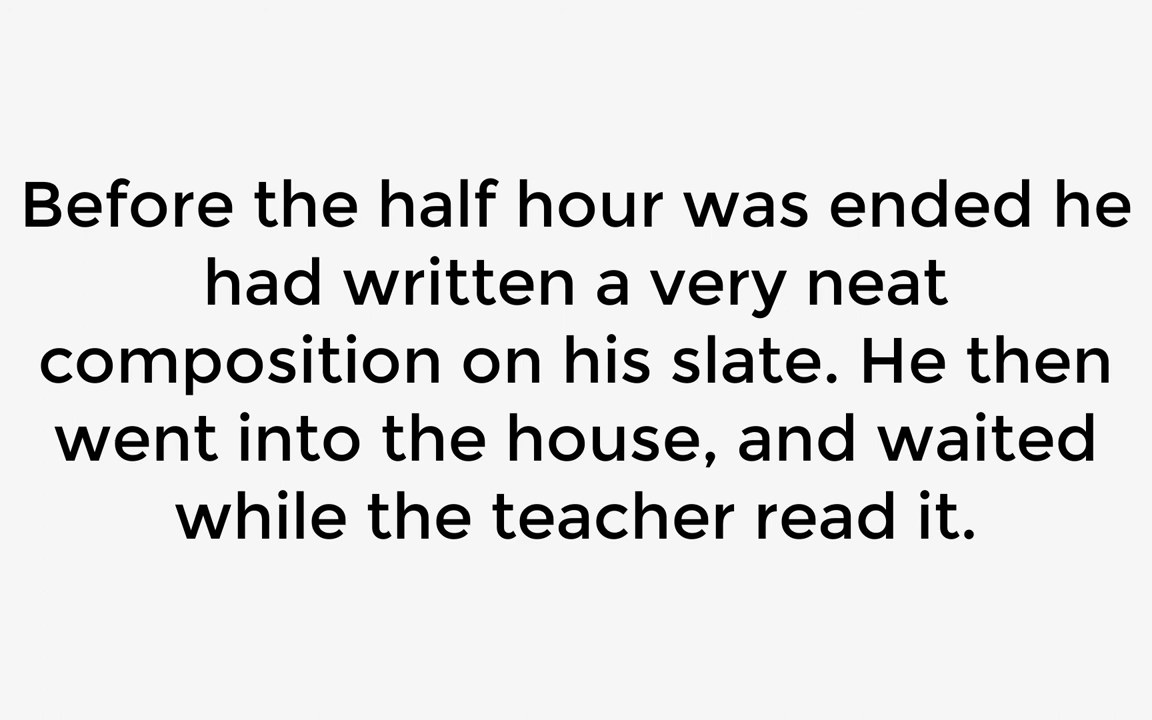 Before the half hour was ended he
had written a very neat
composition on his slate. He then
went into the house, and waited
while the teacher read it.